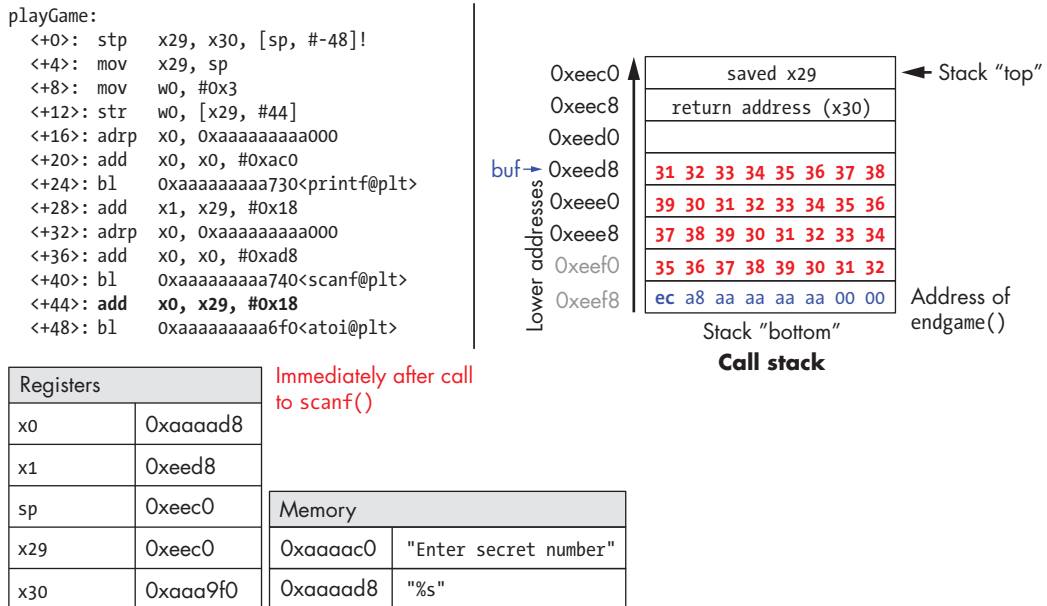 playGame:
<+0>: stp x29, x30, [sp, #-48]!
<+4>: mov x29, sp
<+8>: mov w0, #0x3
<+12>: str w0, [x29, #44]
<+16>: adrp x0, 0xaaaaaaaaa000
<+20>: add x0, x0, #0xac0
<+24>: bl 0xaaaaaaaaa730<printf@plt>
<+28>: add x1, x29, #0x18
<+32>: adrp x0, 0xaaaaaaaaa000
<+36>: add x0, x0, #0xad8
<+40>: bl 0xaaaaaaaaa740<scanf@plt>
<+44>: add x0, x29, #0x18
<+48>: bl 0xaaaaaaaaa6f0<atoi@plt>
0xeec0 saved x29 Stack “top”
0xeec8 return address (x30)
0xeed0
buf 0xeed8 31 32 33 34 35 36 37 38
0xeee0 39 30 31 32 33 34 35 36
0xeee8 37 38 39 30 31 32 33 34
0xeef0 35 36 37 38 39 30 31 32
0xeef8 ec a8 aa aa aa aa 00 00
Lower addresses
Address of
endgame()
Stack “bottom”
Call stack
Immediately after call
to scanf()
Registers
x0 0xaaaad8
x1 0xeed8
sp 0xeec0
x29 0xeec0
x30 0xaaa9f0
Memory
0xaaaac0 "Enter secret number"
0xaaaad8 "%s"